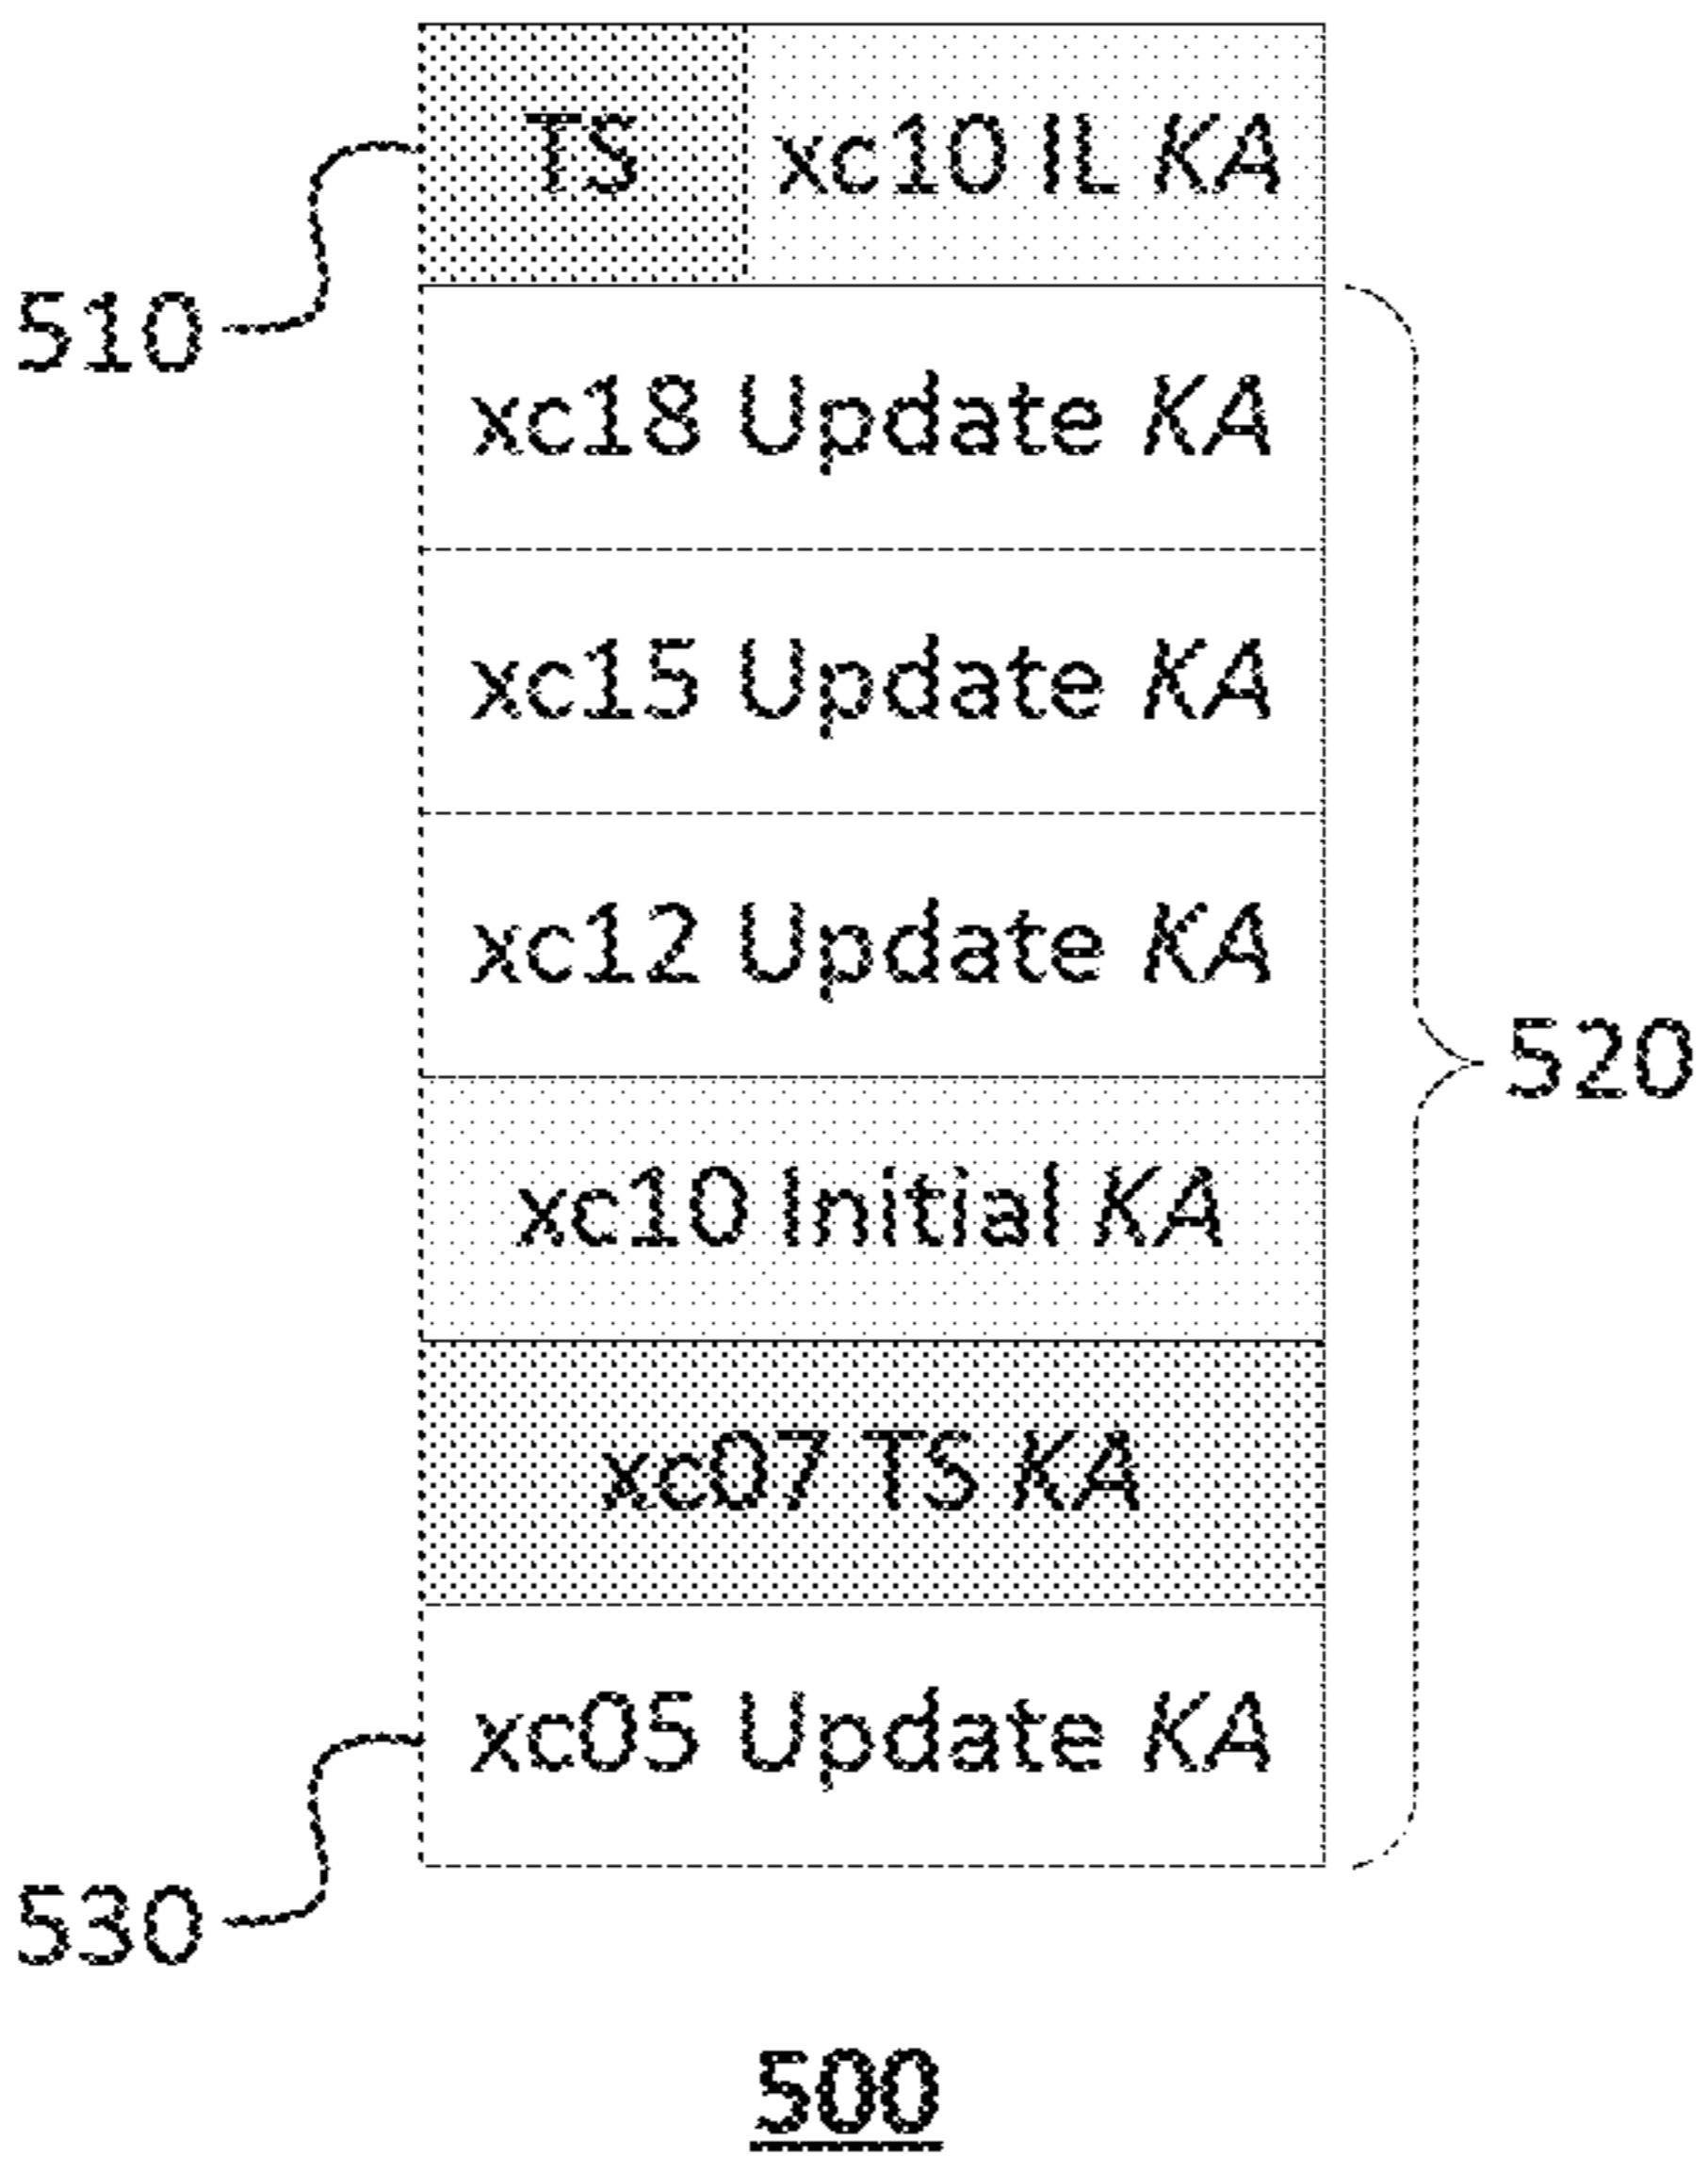 TS xc10 IL KA
510
xc18 Update KA
xc15 Update KA
xc12 Update KA
520
xc10 Initial KA
xc07 TS KA
xc05 Update KA
530
500